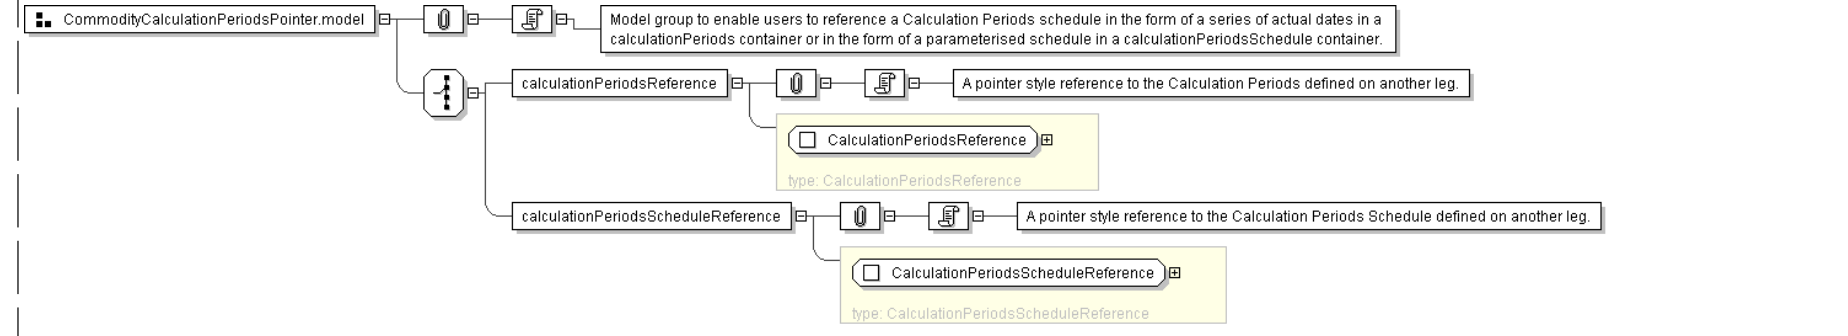 CommodityCalculationPeriodsPointer.model
Model group to enable users to reference a Calculation Periods schedule in the form of a series of actual dates in a
calculationPeriods container or in the form of a parameterised schedule in a calculationPeriodsSchedule container.
calculationPeriodsReference
A pointer style reference to the Calculation Periods defined on another leg.
CalculationPeriodsReference
type: CalculationPeriodsReference
calculationPeriodsScheduleReference
A pointer style reference to the Calculation Periods Schedule defined on another leg.
CalculationPeriodsScheduleReference
type: CalculationPeriodsScheduleReference